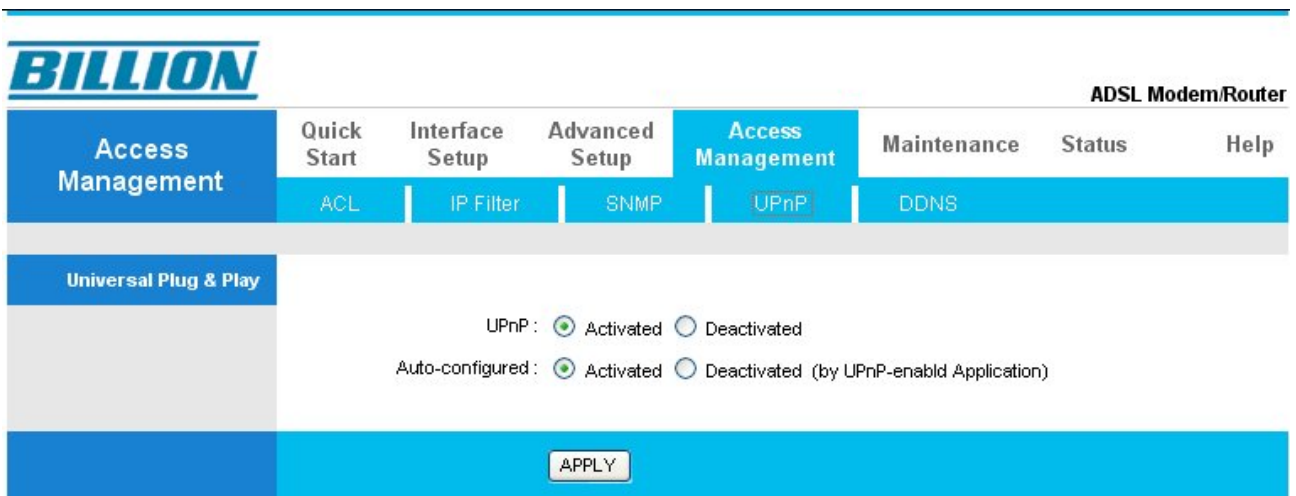 BILLION
ADSL Modem/Router
Access
Management
Quick
Start
Interface
Setup
Advanced
Setup
Access
Management
Maintenance
Status
Help
ACL
IP Filter
SNMP
UPnP
DDNS
Universal Plug & Play
UPnP : Activated Deactivated
Auto-configured : Activated Deactivated (by UPnP-enabld Application)
APPLY